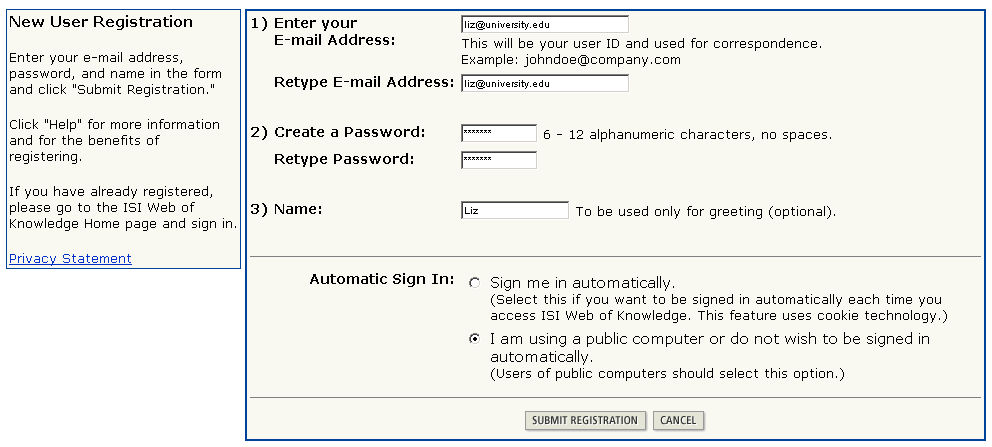 New User Registration
Enter your e-mail address,
password, and name in the form
and click "Submit Registration."
Click "Help" for more information
and for the benefits of
registering.
If you have already registered,
please go to the ISI Web of
Knowledge Home page and sign in.
Privacy Statement
1) Enter your
E-mail Address:
liz@university.edu
This will be your user ID and used for correspondence.
Example: johndoe@company.com
Retype E-mail Address: liz@university.edu
2) Create a Password: ******* 6 - 12 alphanumeric characters, no spaces.
Retype Password: *******
3) Name: Liz To be used only for greeting (optional).
Automatic Sign In: Sign me in automatically.
(Select this if you want to be signed in automatically each time you
access ISI Web of Knowledge. This feature uses cookie technology.)
I am using a public computer or do not wish to be signed in
automatically.
(Users of public computers should select this option.)
SUBMIT REGISTRATION CANCEL